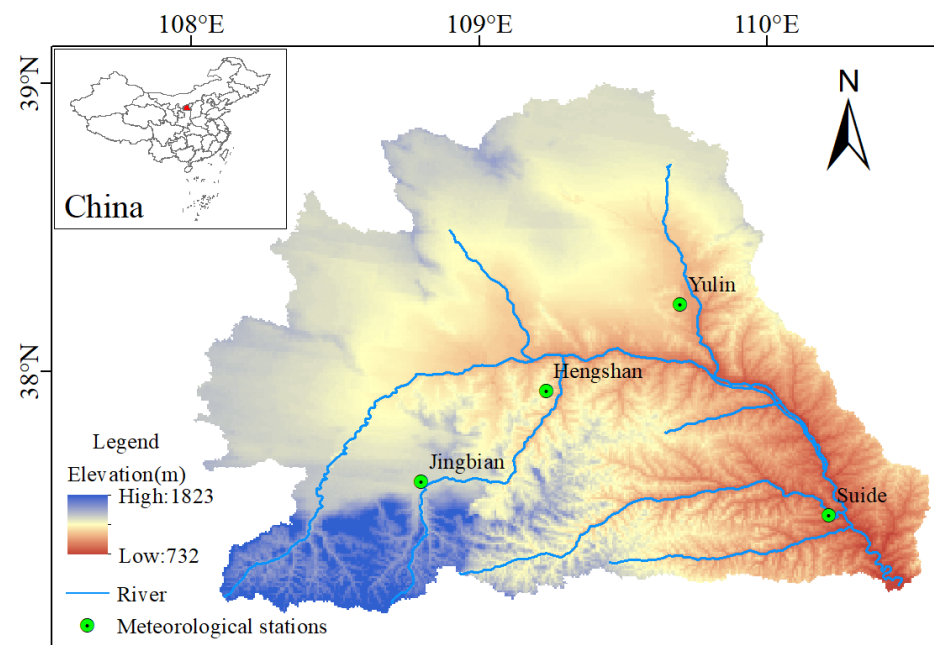 108°E 109°E 110°E
39°N
38°N
China
N
Yulin
Hengshan
Jingbian
Suide
Legend
Elevation(m)
High:1823
Low:732
River
Meteorological stations